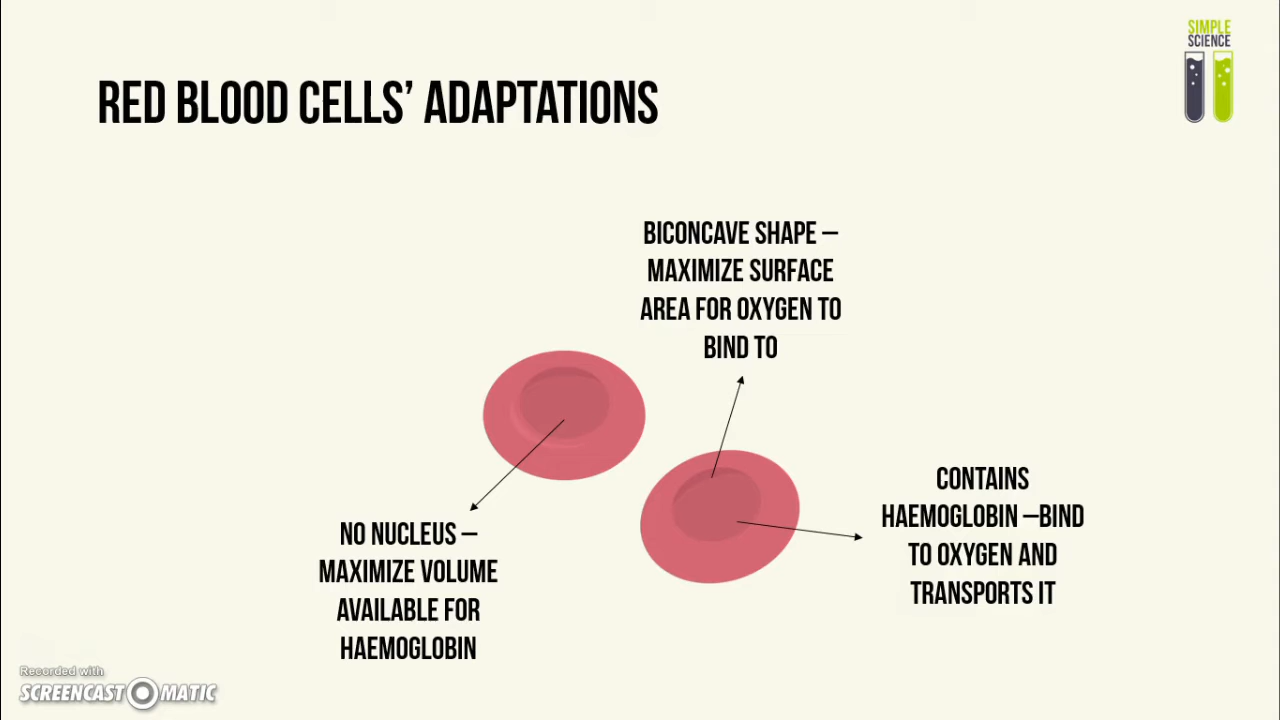 SIMPLE
SCIENCE
RED BLOOD CELLS' ADAPTATIONS
BICONCAVE SHAPE –
MAXIMIZE SURFACE
AREA FOR OXYGEN TO
BIND TO
CONTAINS
HAEMOGLOBIN –BIND
TO OXYGEN AND
TRANSPORTS IT
NO NUCLEUS –
MAXIMIZE VOLUME
AVAILABLE FOR
HAEMOGLOBIN
Recorded with
SCREENCAST MATIC